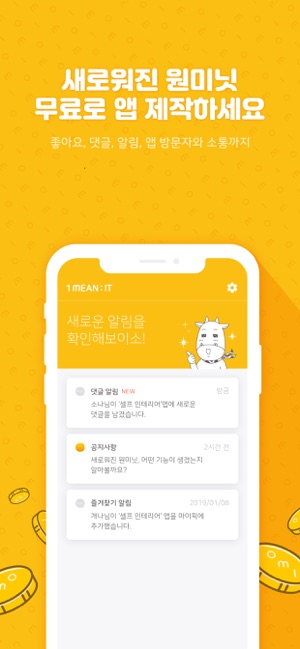 새로워진 원미닛
무료로 앱 제작하세요
좋아요, 댓글, 알림, 앱 방문자와 소통까지
1 MEAN : IT
새로운 알림을
확인해보이소!
댓글 알림 NEW 방금
소나님이 '셀프 인테리어'앱에 새로운
댓글을 남겼습니다.
공지사항 2시간 전
새로워진 원미닛, 어떤 기능이 생겼는지
알아볼까요?
즐겨찾기 알림 2019/01/08
개나님이 '셀프 인테리어' 앱을 마이픽에
추가했습니다.